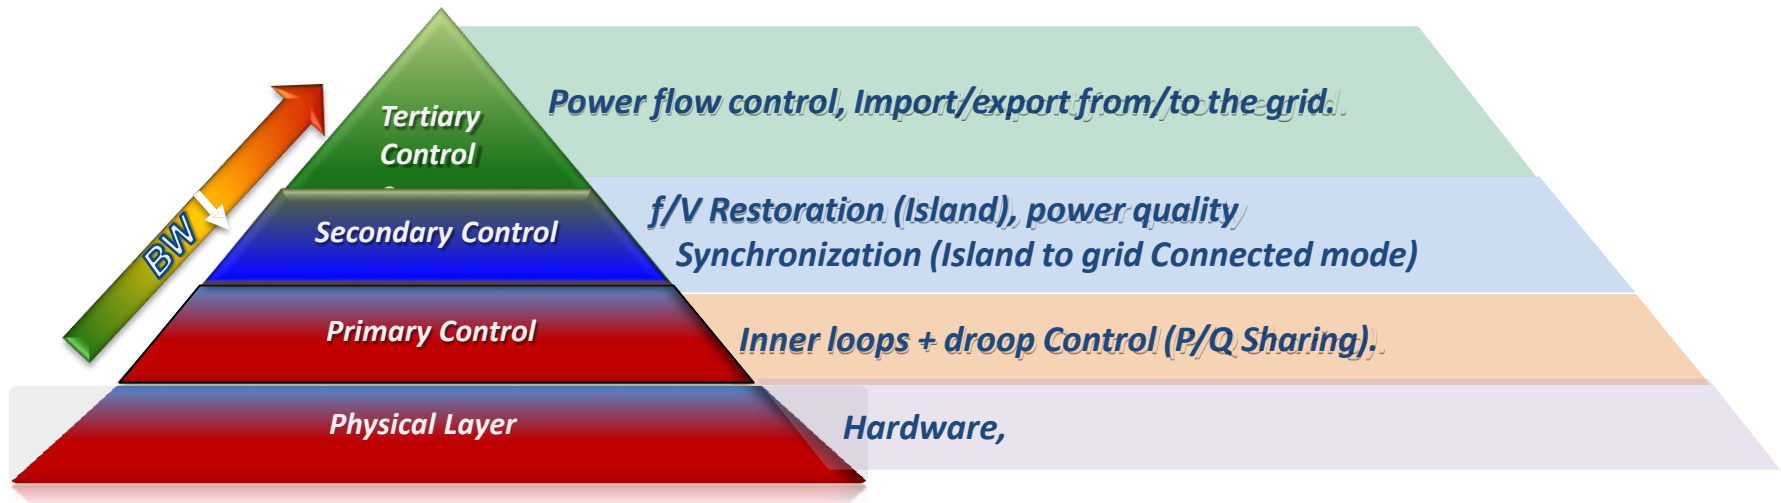 Tertiary
Control
Power flow control, Import/export from/to the grid.
BW
Secondary Control
f/V Restoration (Island), power quality
Synchronization (Island to grid Connected mode)
Primary Control
Inner loops + droop Control (P/Q Sharing).
Physical Layer
Hardware,